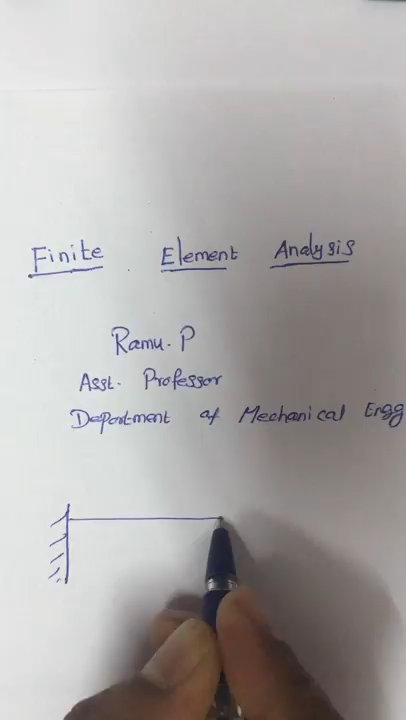 Finite Element Analysis
Ramu. P
Asst. Professor
Department of Mechanical Engg